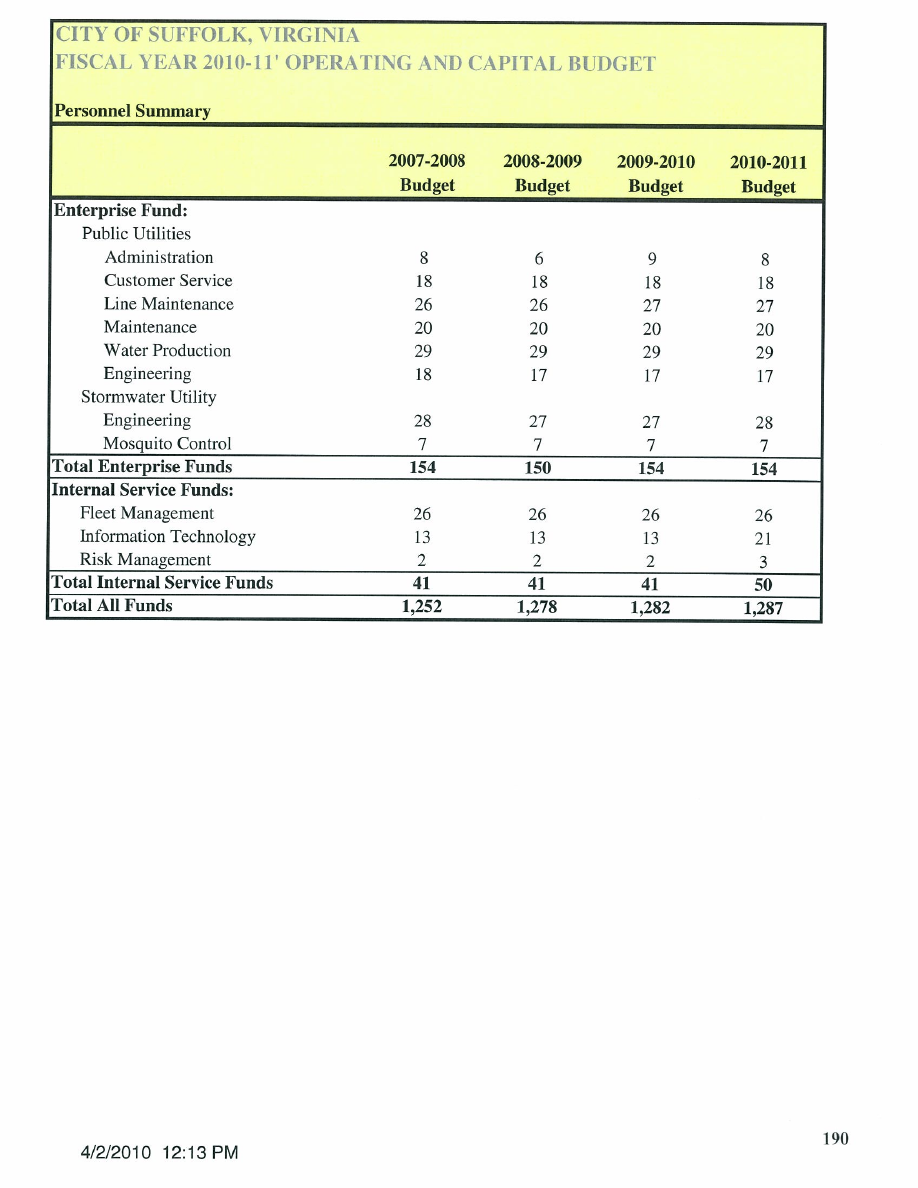 CITY OF SUFFOLK, VIRGINIA
FISCAL YEAR 2010-11' OPERATING AND CAPITAL BUDGET
Personnel Summary
2007-2008 2008-2009 2009-2010 2010-2011
Budget Budget Budget Budget
Enterprise Fund:
Public Utilities
Administration 8 6 9 8
Customer Service 18 18 18 18
Line Maintenance 26 26 27 27
Maintenance 20 20 20 20
Water Production 29 29 29 29
Engineering 18 17 17 17
Stormwater Utility
Engineering 28 27 27 28
Mosquito Control 7 7 7 7
Total Enterprise Funds 154 150 154 154
Internal Service Funds:
Fleet Management 26 26 26 26
Information Technology 13 13 13 21
Risk Management 2 2 2 3
Total Internal Service Funds 41 41 41 50
Total All Funds 1,252 1,278 1,282 1,287
4/2/2010 12:13 PM
190